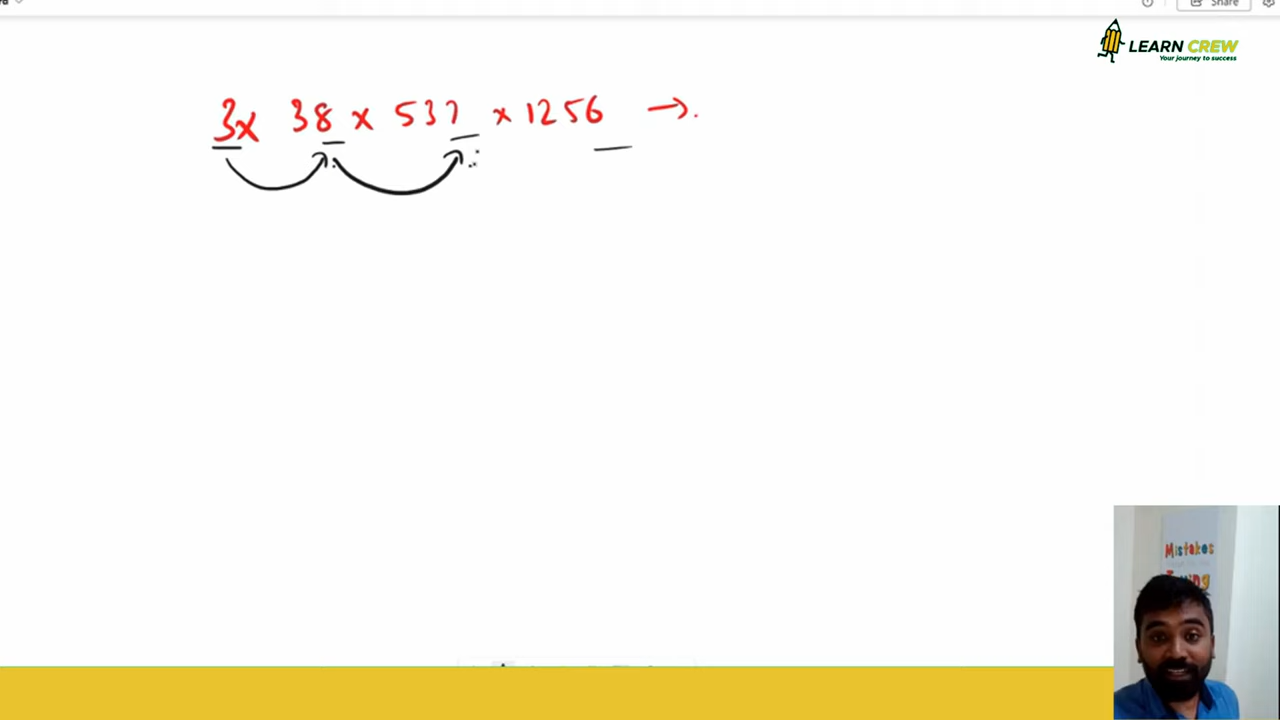 Share
LEARN CREW
Your journey to success
3x 38 x 537 x 1256 →.
Mistakes